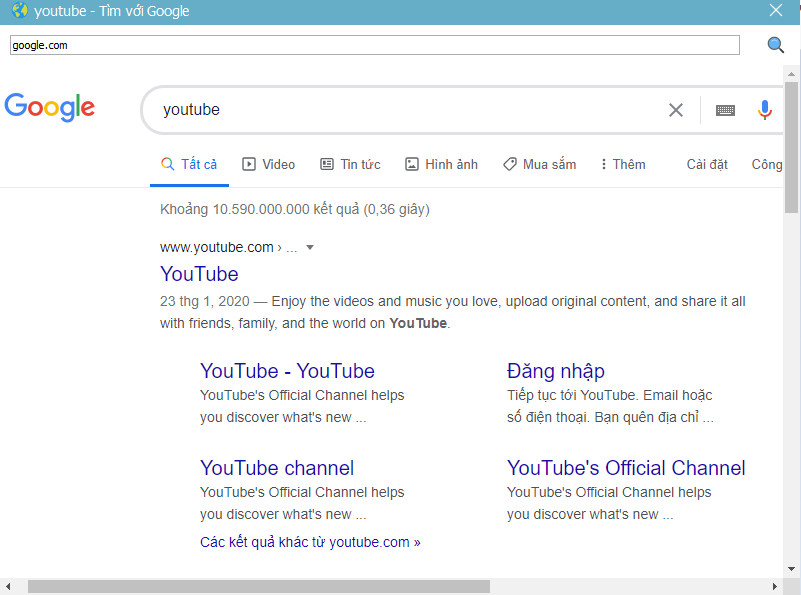 youtube - Tìm với Google
google.com
Google
youtube
Tất cả Video Tin tức Hình ảnh Mua sắm Thêm Cài đặt Công
Khoảng 10.590.000.000 kết quả (0,36 giây)
www.youtube.com › ...
YouTube
23 thg 1, 2020 — Enjoy the videos and music you love, upload original content, and share it all
with friends, family, and the world on YouTube.
YouTube - YouTube
YouTube's Official Channel helps
you discover what's new ...
Đăng nhập
Tiếp tục tới YouTube. Email hoặc
số điện thoại. Bạn quên địa chỉ ...
YouTube channel
YouTube's Official Channel helps
you discover what's new ...
YouTube's Official Channel
YouTube's Official Channel helps
you discover what's new ...
Các kết quả khác từ youtube.com »